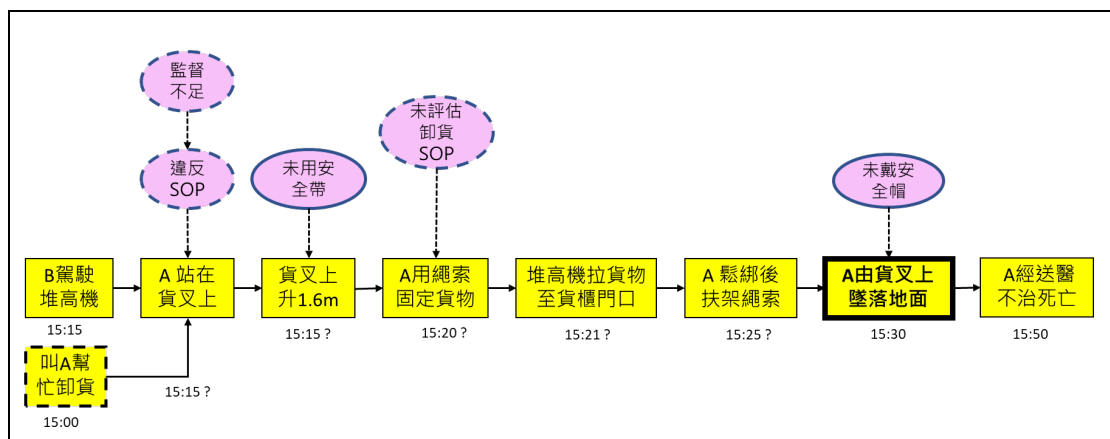 監督
不足
違反
SOP
未用安
全帶
未評估
卸貨
SOP
未戴安
全帽
B駕駛
堆高機
15:15
A 站在
貨叉上
15:15 ?
貨叉上
升1.6m
15:15 ?
A用繩索
固定貨物
15:20 ?
堆高機拉貨物
至貨櫃門口
15:21 ?
A 鬆綁後
扶架繩索
15:25 ?
A由貨叉上
墜落地面
15:30
A經送醫
不治死亡
15:50
叫A幫
忙卸貨
15:00